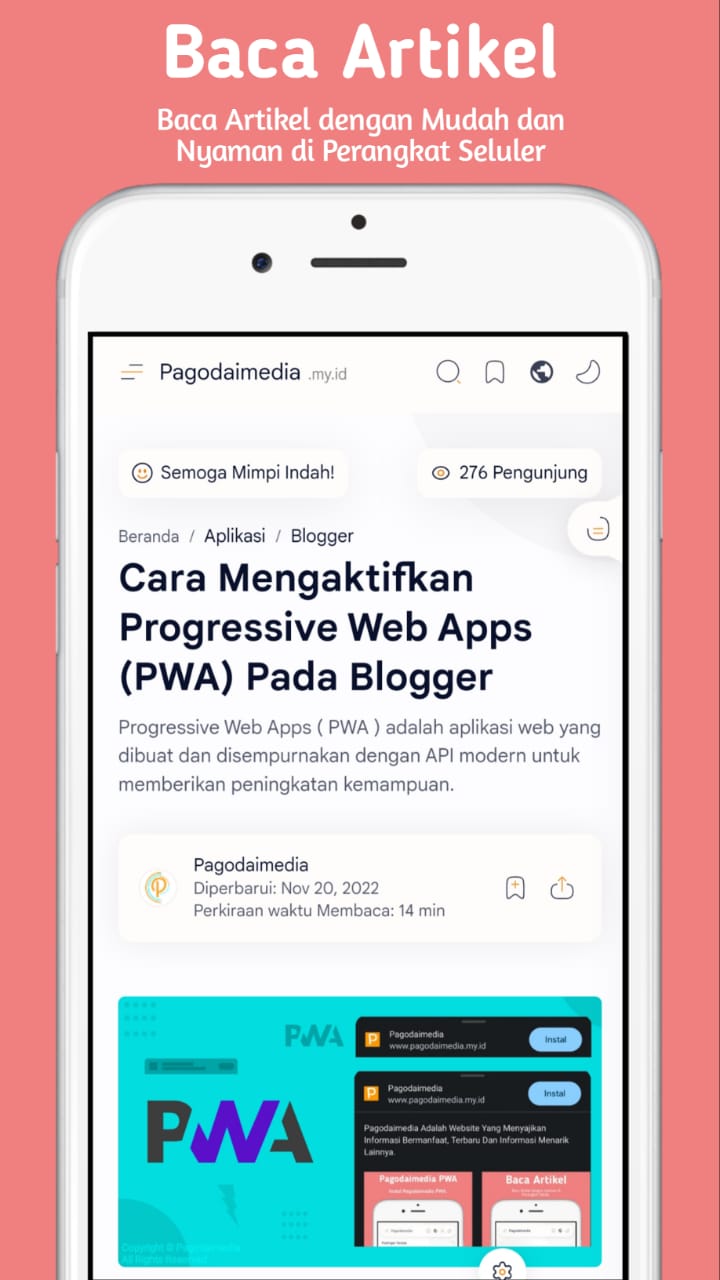 Baca Artikel
Baca Artikel dengan Mudah dan
Nyaman di Perangkat Seluler
Pagodaimedia .my.id
Semoga Mimpi Indah!
276 Pengunjung
Beranda / Aplikasi / Blogger
Cara Mengaktifkan
Progressive Web Apps
(PWA) Pada Blogger
Progressive Web Apps ( PWA ) adalah aplikasi web yang
dibuat dan disempurnakan dengan API modern untuk
memberikan peningkatan kemampuan.
Pagodaimedia
Diperbarui: Nov 20, 2022
Perkiraan waktu Membaca: 14 min
PWA
PWA
Pagodaimedia
www.pagodaimedia.my.id
Instal
Pagodaimedia
www.pagodaimedia.my.id
Instal
Pagodaimedia Adalah Website Yang Menyajikan
Informasi Bermanfaat, Terbaru Dan Informasi Menarik
Lainnya.
Pagodaimedia PWA
Baca Artikel
Copyright © Pagodaimedia
All Rights Reserved